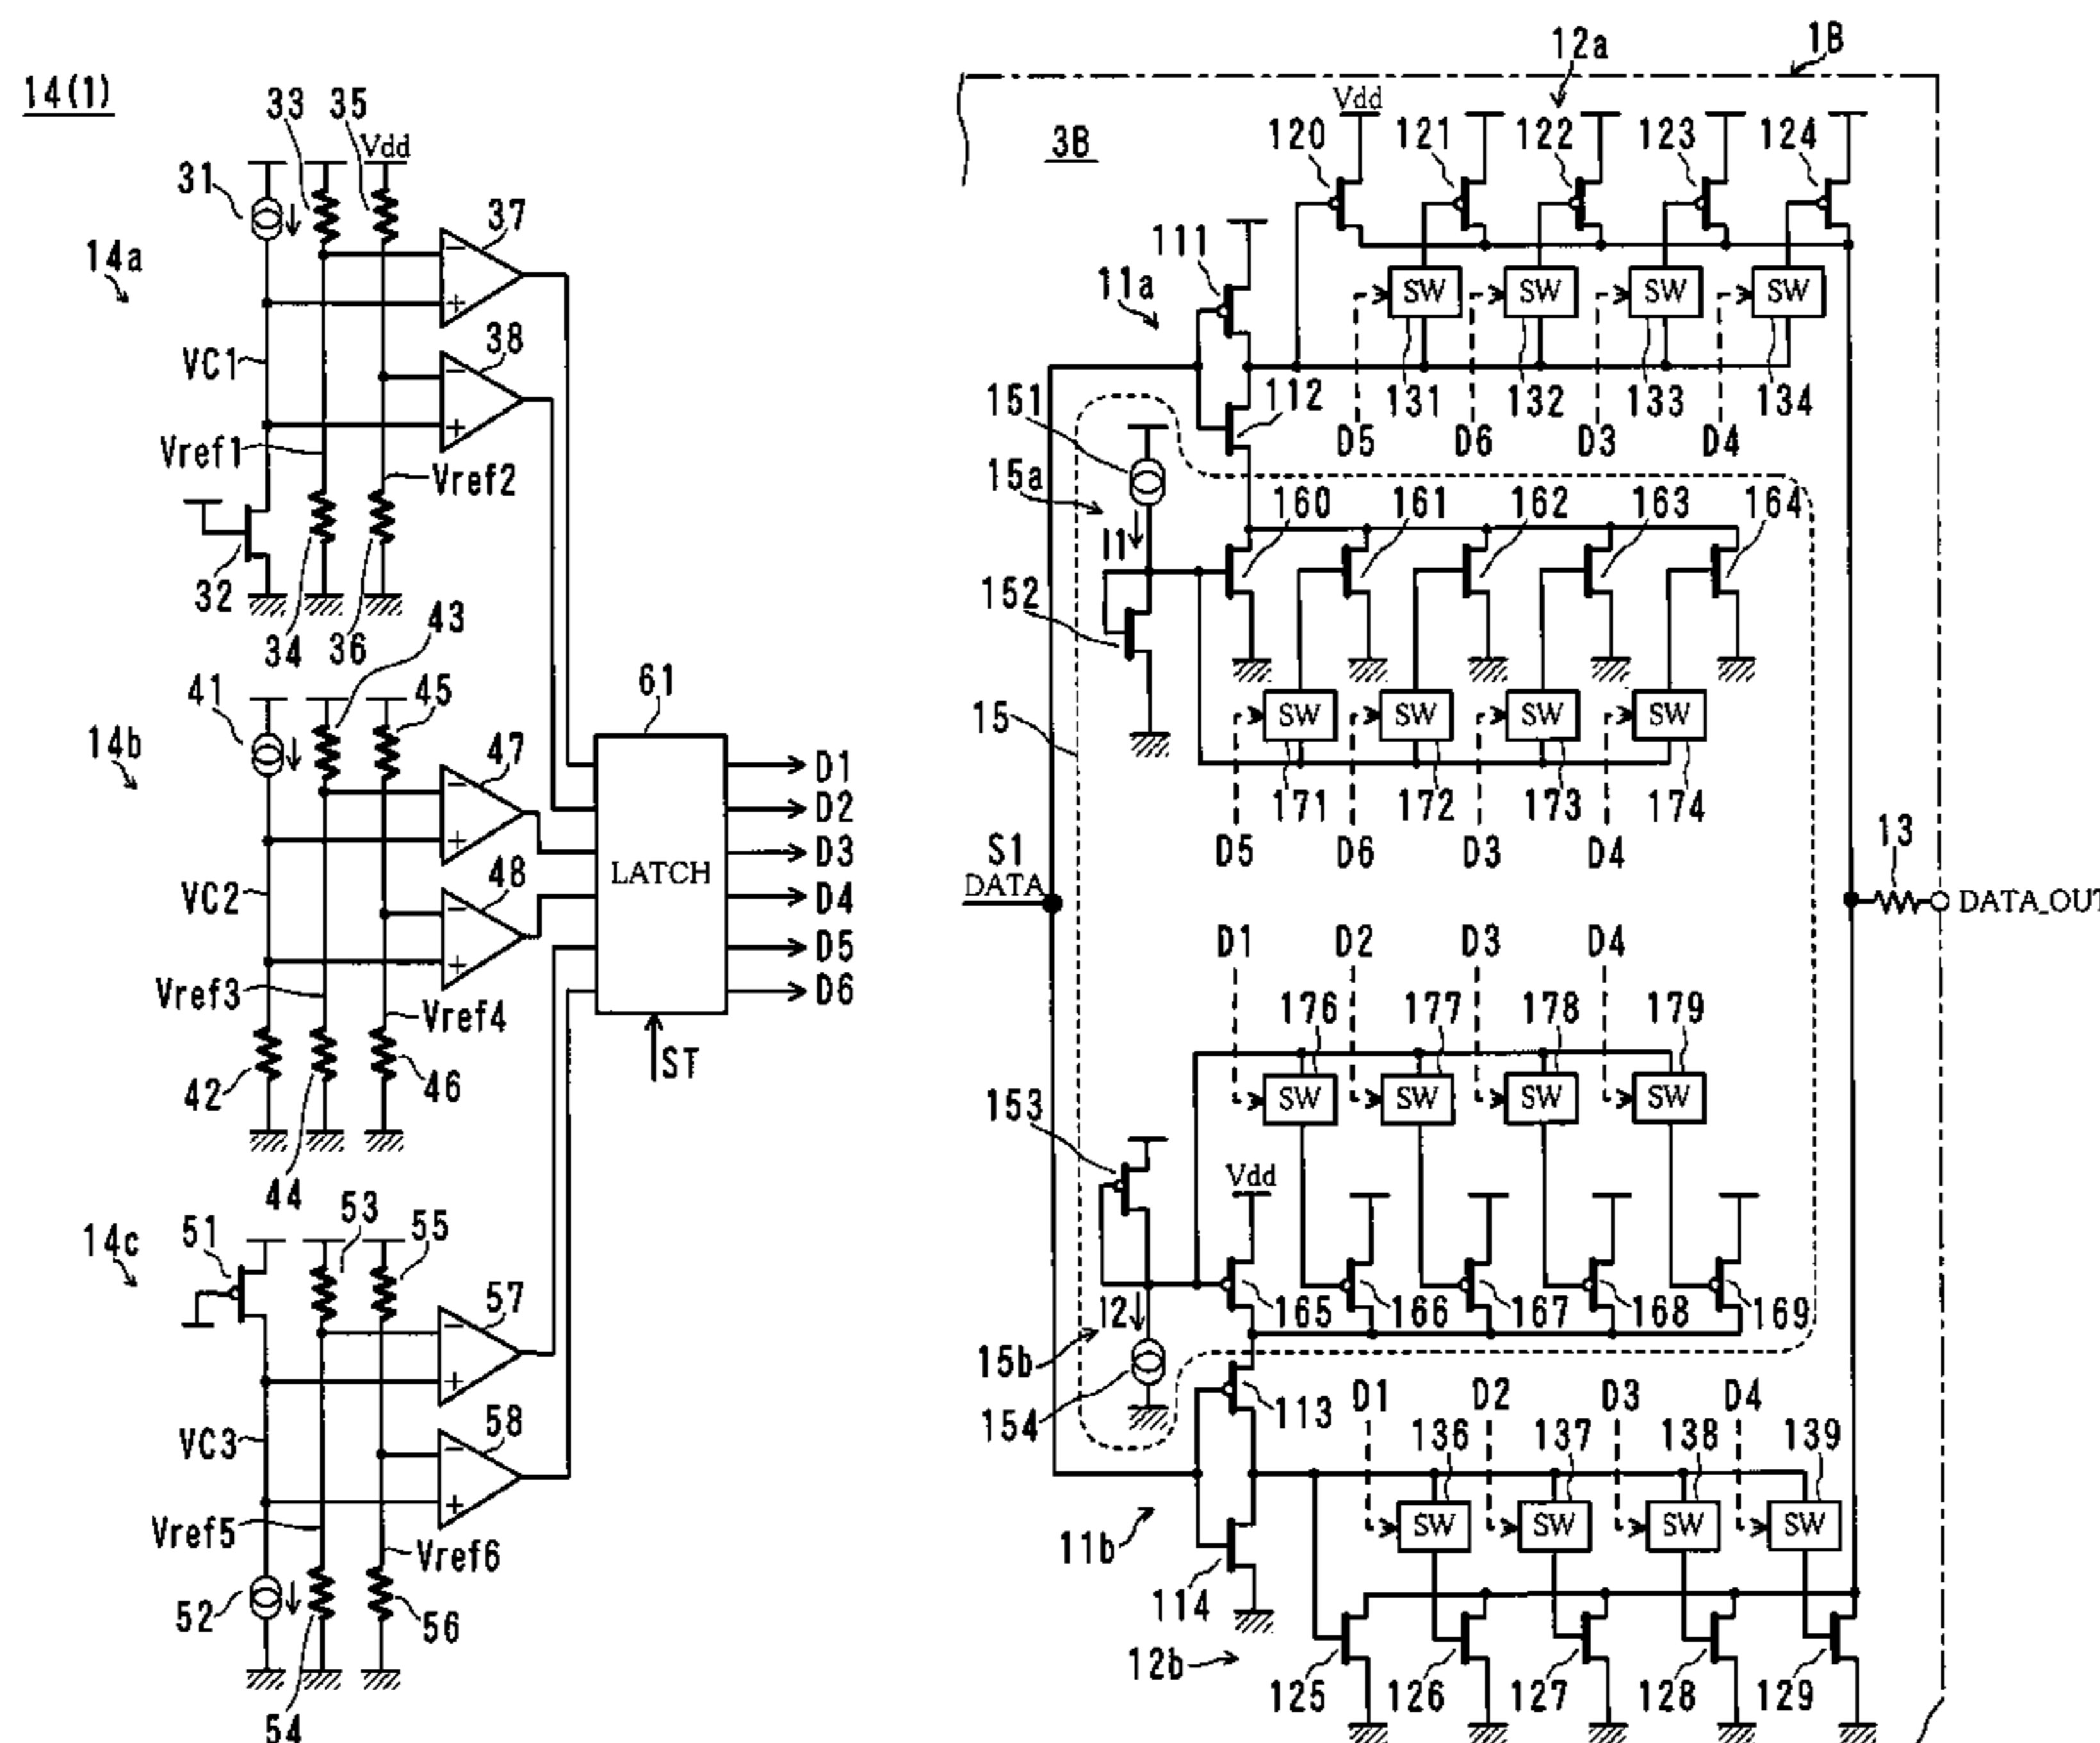 14(1)
33 35
Vdd
31
37
14a
38
VC1
Vref1
Vref2
32
34 36
43
41
45
14b
47
61
48
VC2
LATCH
D1
D2
D3
D4
D5
D6
Vref3
Vref4
ST
42
46
44
53
55
14c
51
57
58
VC3
Vref5
Vref6
52
56
54
12a
1B
3B
Vdd
120 121 122 123 124
111
11a
SW SW SW SW
131 132 133 134
D5 D6 D3 D4
112
151
15a
I1
160 161 162 163 164
152
15
SW SW SW SW
171 172 173 174
D5 D6 D3 D4
S1
DATA
13
DATA_OUT
D1 D2 D3 D4
176 177 178 179
SW SW SW SW
153
Vdd
I2
165 166 167 168 169
15b
154
113
D1 D2 D3 D4
136 137 138 139
SW SW SW SW
11b
114
12b
125 126 127 128 129